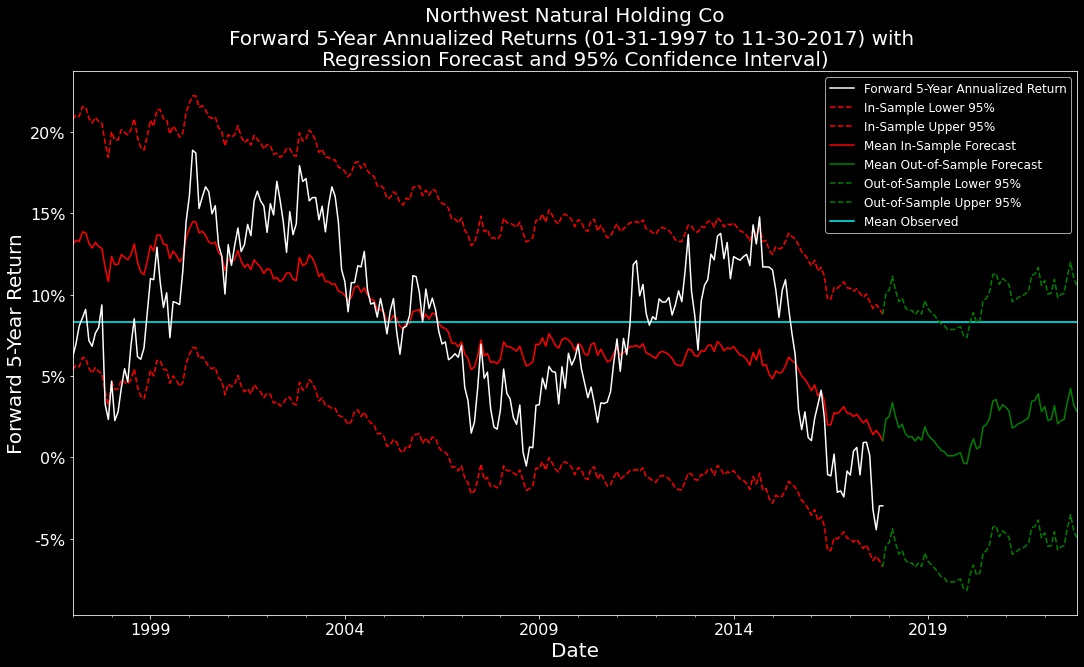 Northwest Natural Holding Co
Forward 5-Year Annualized Returns (01-31-1997 to 11-30-2017) with
Regression Forecast and 95% Confidence Interval)
Forward 5-Year Annualized Return
In-Sample Lower 95%
In-Sample Upper 95%
Mean In-Sample Forecast
Mean Out-of-Sample Forecast
Out-of-Sample Lower 95%
Out-of-Sample Upper 95%
Mean Observed
Forward 5-Year Return
20%
15%
10%
5%
0%
-5%
1999 2004 2009 2014 2019
Date